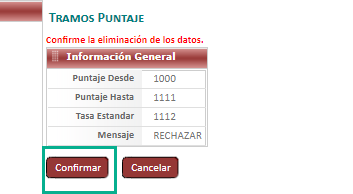 Tramos Puntaje
Confirme la eliminación de los datos.
Información General
Puntaje Desde 1000
Puntaje Hasta 1111
Tasa Estandar 1112
Mensaje RECHAZAR
Confirmar Cancelar